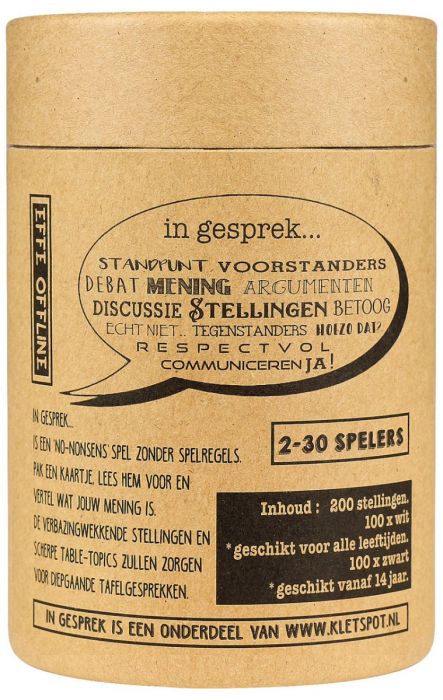 EFFE OFFLINE
in gesprek...
STANDPUNT, VOORSTANDERS
DEBAT MENING ARGUMENTEN
DISCUSSIE STELLINGEN BETOOG
ECHT NIET.. TEGENSTANDERS HOEZO DAT?
RESPECTVOL
COMMUNICEREN JA!
2-30 SPELERS
IN GESPREK...
IS EEN 'NO-NONSENS' SPEL ZONDER SPELREGELS.
PAK EEN KAARTJE, LEES HEM VOOR EN
VERTEL WAT JOUW MENING IS.
DE VERBAZINGWEKKENDE STELLINGEN EN
SCHERPE TABLE-TOPICS ZULLEN ZORGEN
VOOR DIEPGAANDE TAFELGESPREKKEN.
Inhoud : 200 stellingen.
100 x wit
*geschikt voor alle leeftijden.
100 x zwart
*geschikt vanaf 14 jaar.
IN GESPREK IS EEN ONDERDEEL VAN WWW.KLETSPOT.NL